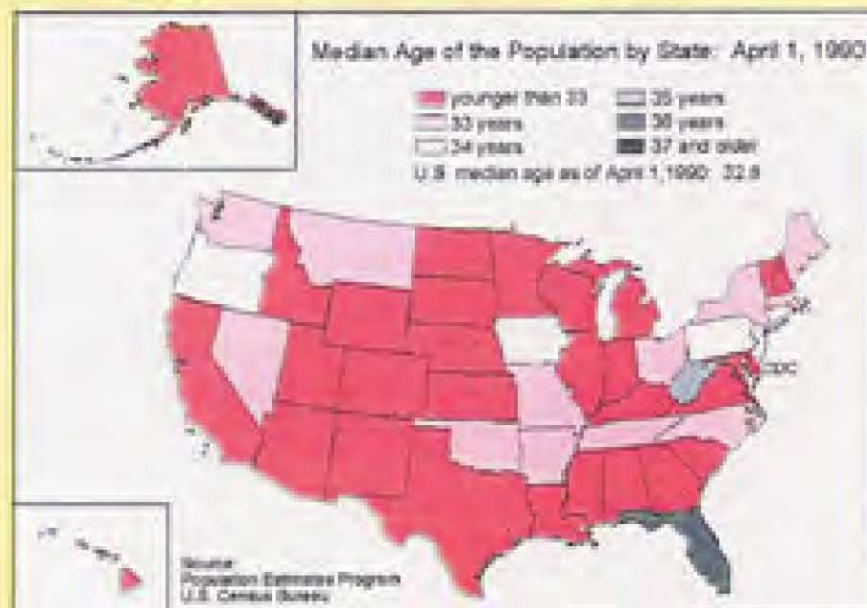 Median Age of the Population by State: April 1, 1990
younger than 33
33 years
34 years
35 years
36 years
37 and older
U.S. median age as of April 1, 1990: 32.8
DC
Source:
Population Estimates Program
U.S. Census Bureau